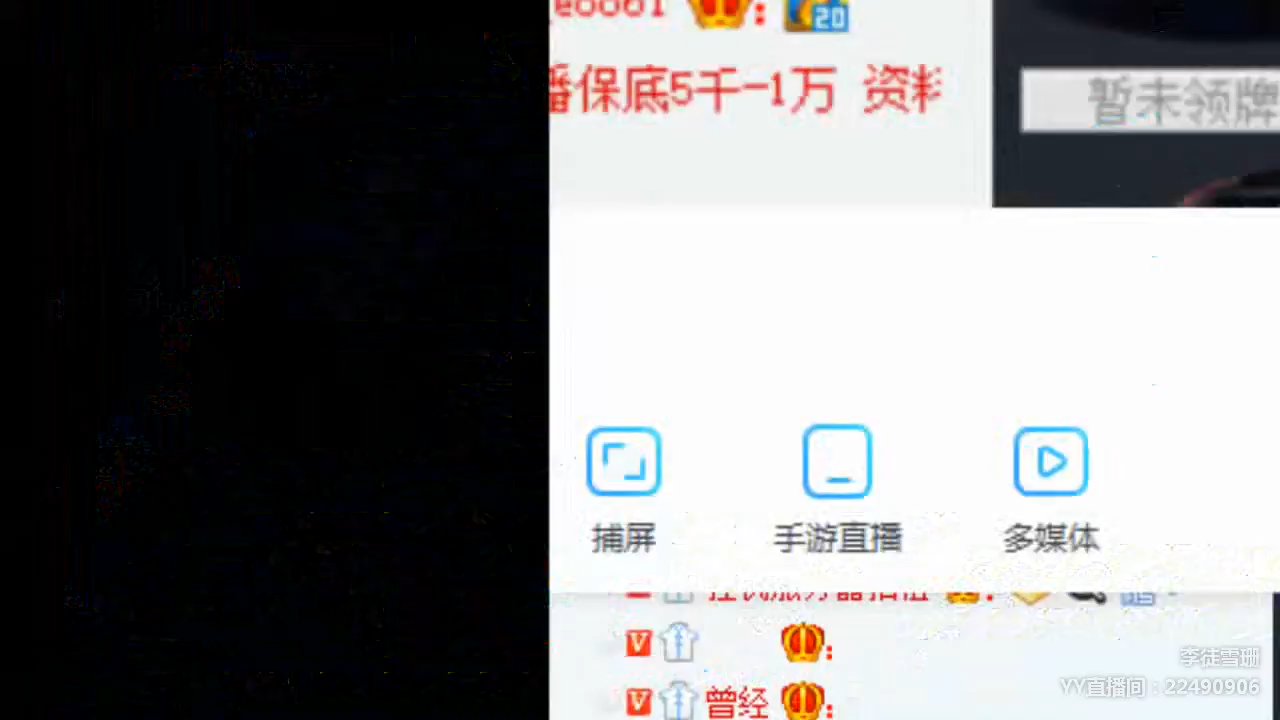 播保底5千-1万 资料
暂未领牌
捕屏
手游直播
多媒体
V
V 曾经
李徒雪珊
YY直播间:22490906